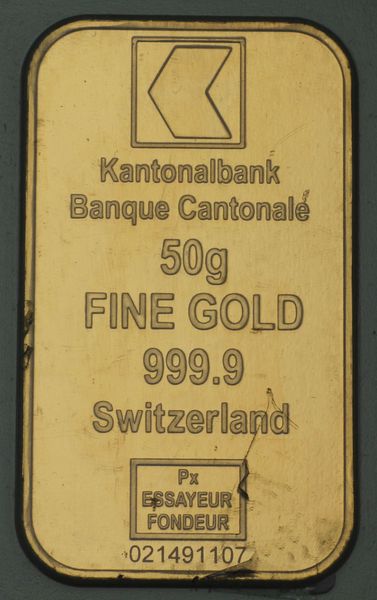 Kantonalbank
Banque Cantonale
50g
FINE GOLD
999.9
Switzerland
Px
ESSAYEUR
FONDEUR
021491107